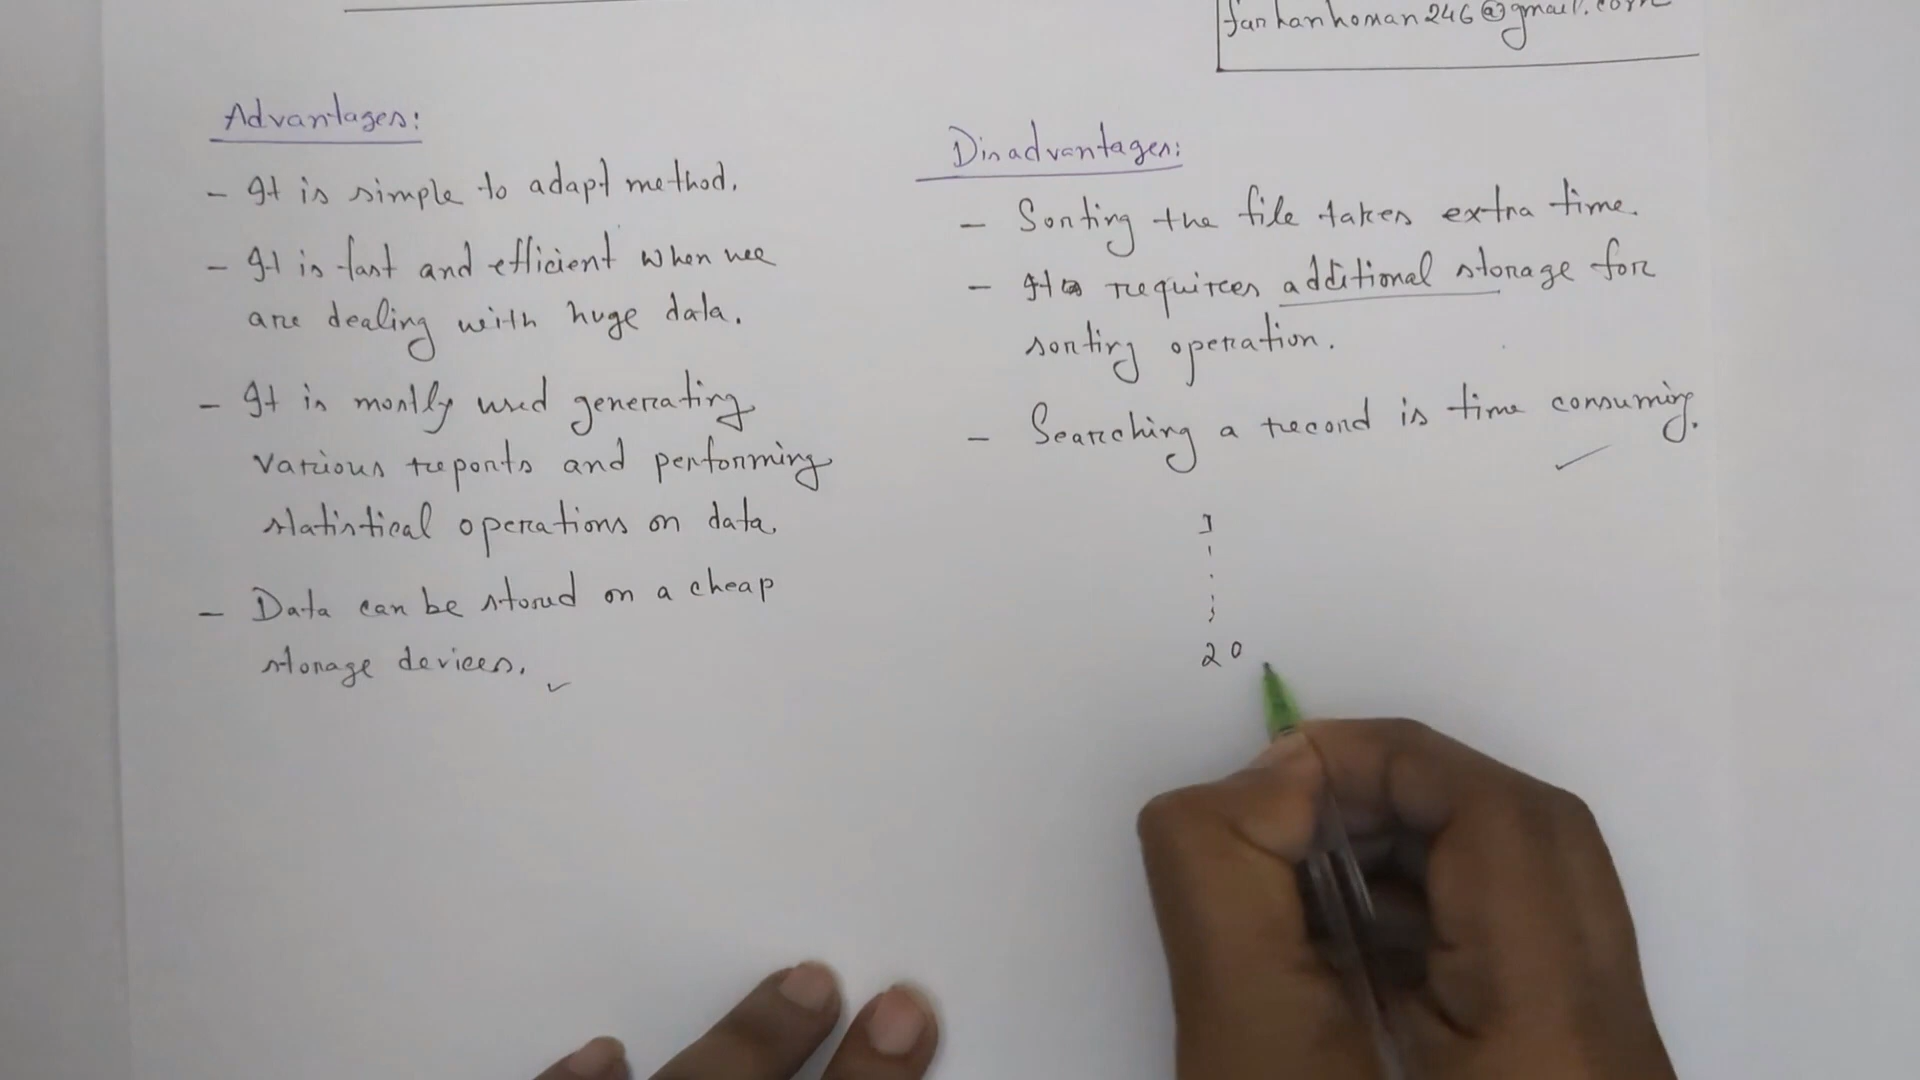 farhanhoman246@gmail.com
Advantages:
- It is simple to adapt method.
- It is fast and efficient when we
are dealing with huge data.
- It is mostly used generating
various reports and performing
statistical operations on data.
- Data can be stored on a cheap
storage devices.
Disadvantages:
- Sorting the file takes extra time.
- It requires additional storage for
sorting operation.
- Searching a record is time consuming.
1
20